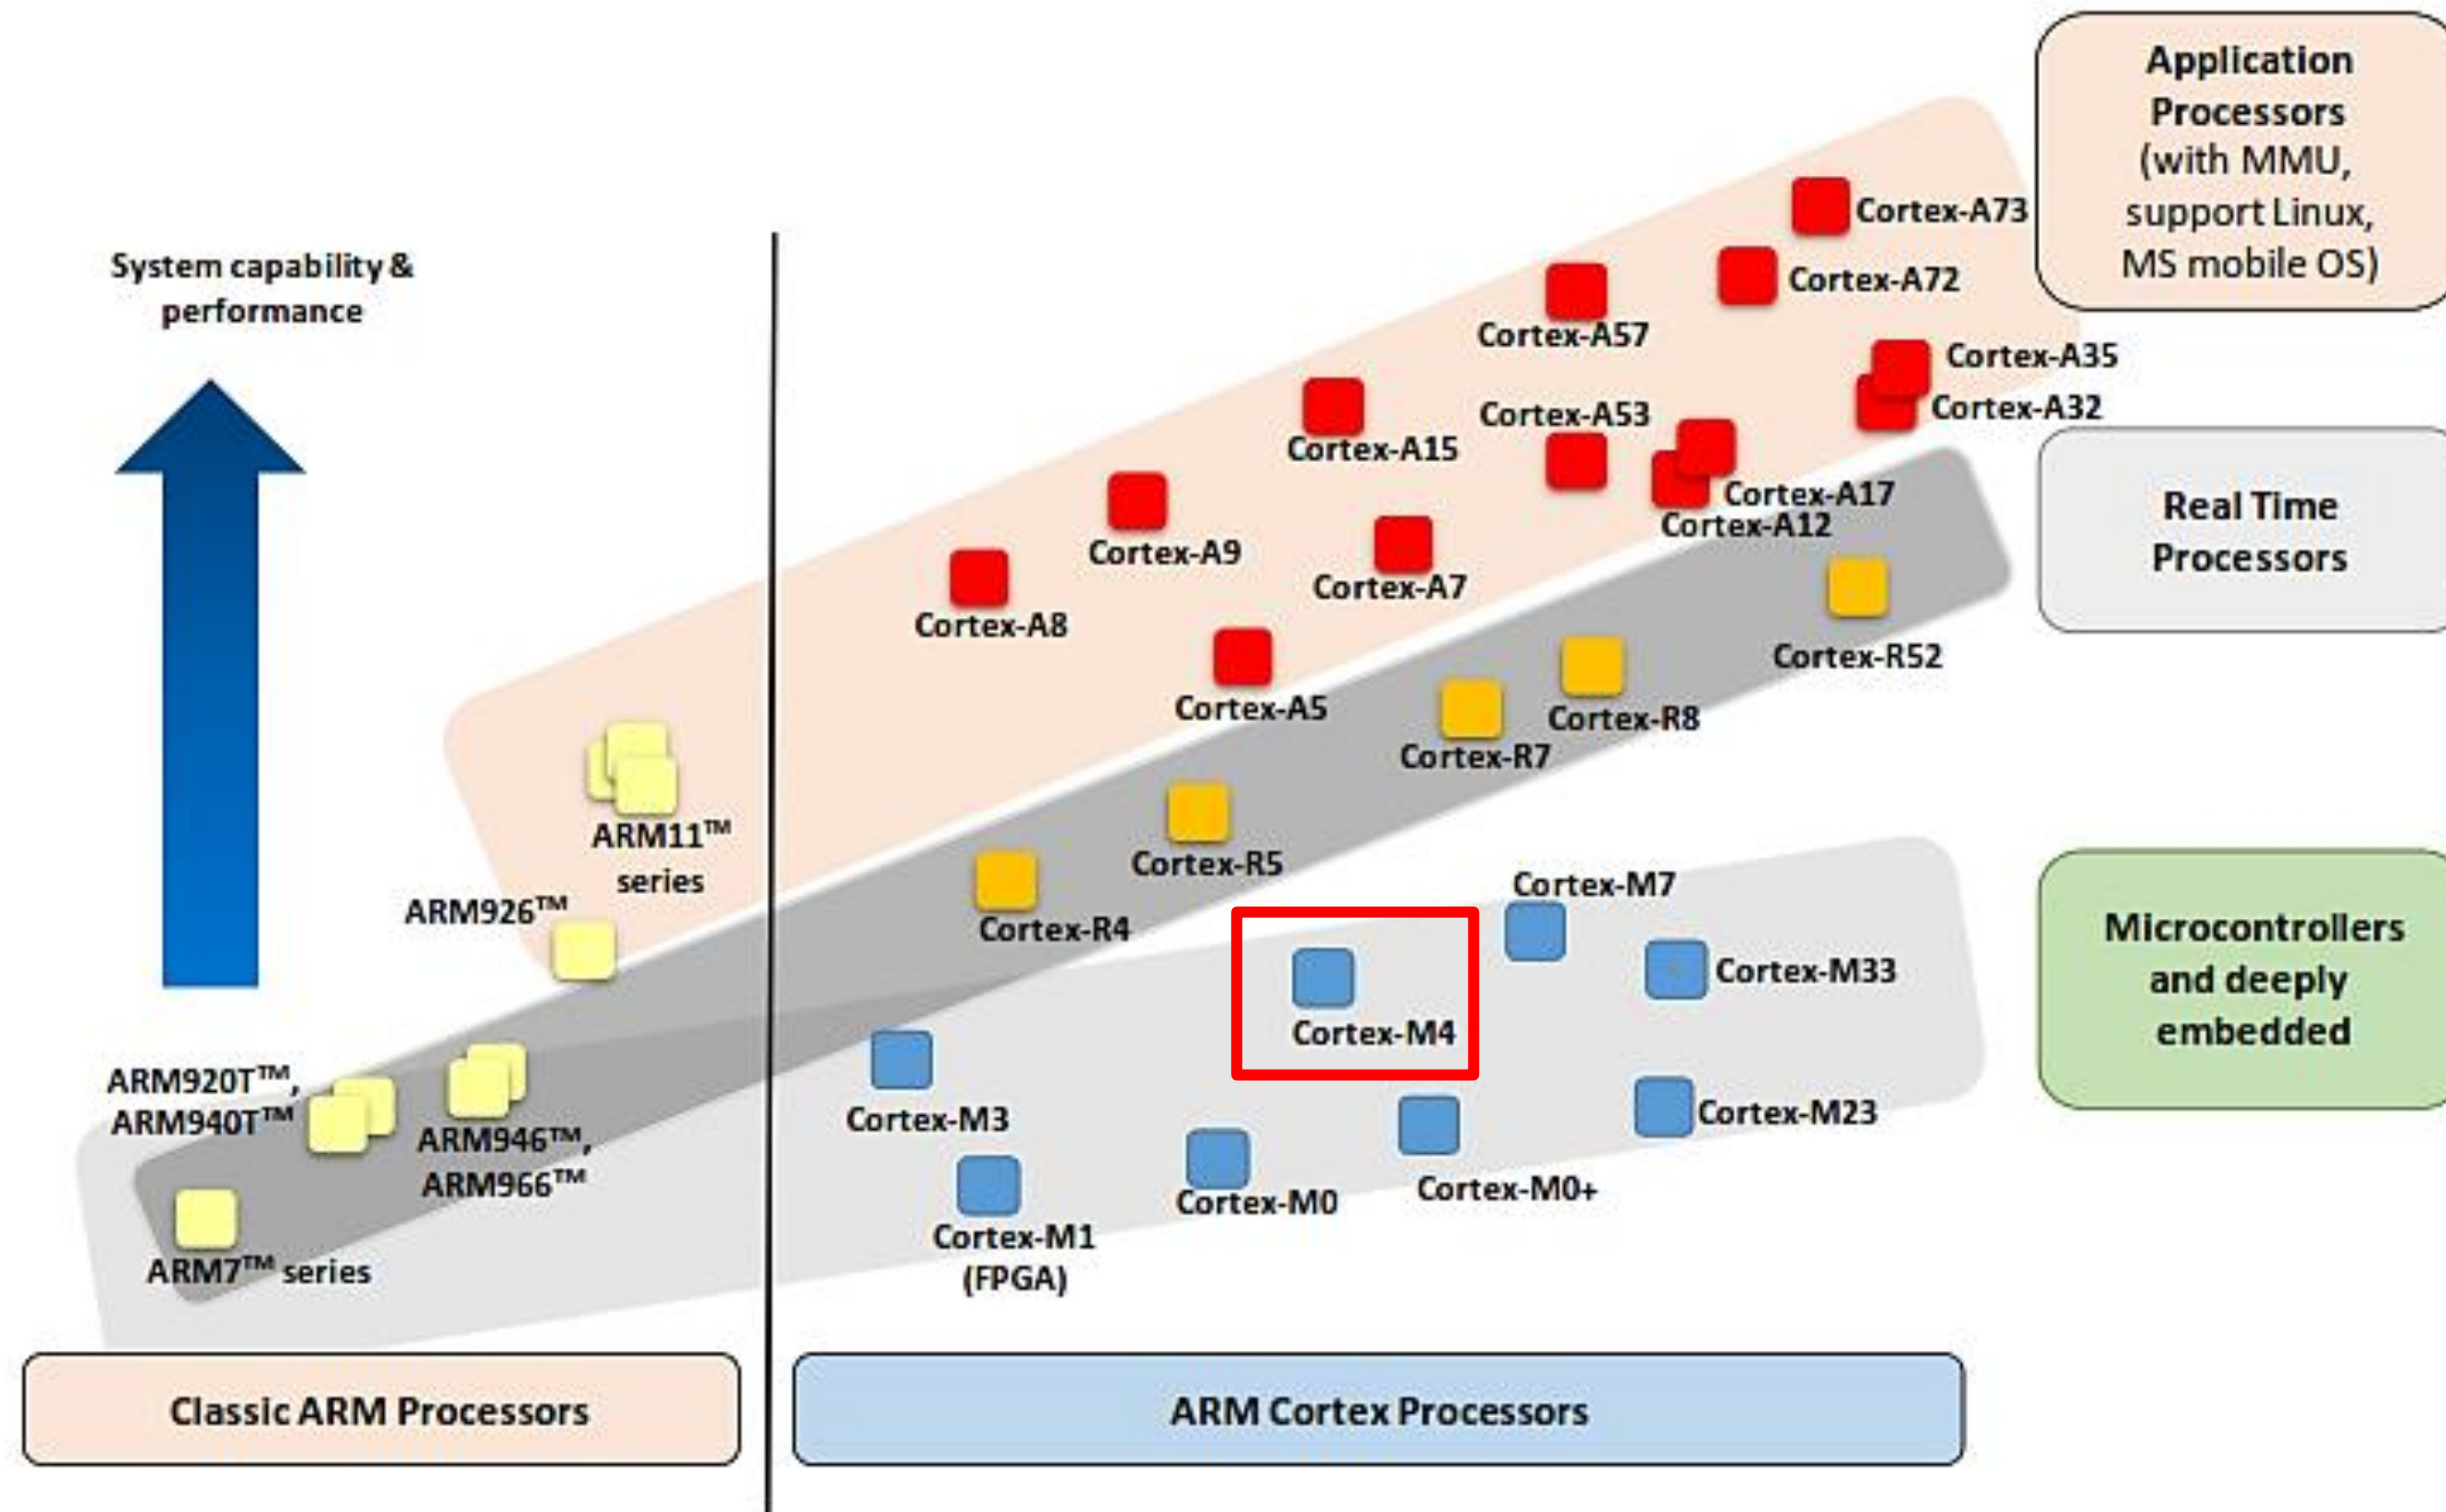 Application
Processors
(with MMU,
support Linux,
MS mobile OS)
System capability &
performance
Cortex-A73
Cortex-A72
Cortex-A57
Cortex-A35
Cortex-A32
Cortex-A53
Cortex-A15
Cortex-A17
Cortex-A12
Cortex-A9
Cortex-A7
Cortex-A8
Cortex-A5
Real Time
Processors
Cortex-R52
Cortex-R8
Cortex-R7
Cortex-R5
Cortex-R4
ARM11™
series
ARM926™
Cortex-M7
Cortex-M33
Cortex-M4
Microcontrollers
and deeply
embedded
ARM920T™,
ARM940T™
ARM946™,
ARM966™
Cortex-M3
Cortex-M23
Cortex-M0+
Cortex-M0
Cortex-M1
(FPGA)
ARM7™ series
Classic ARM Processors
ARM Cortex Processors